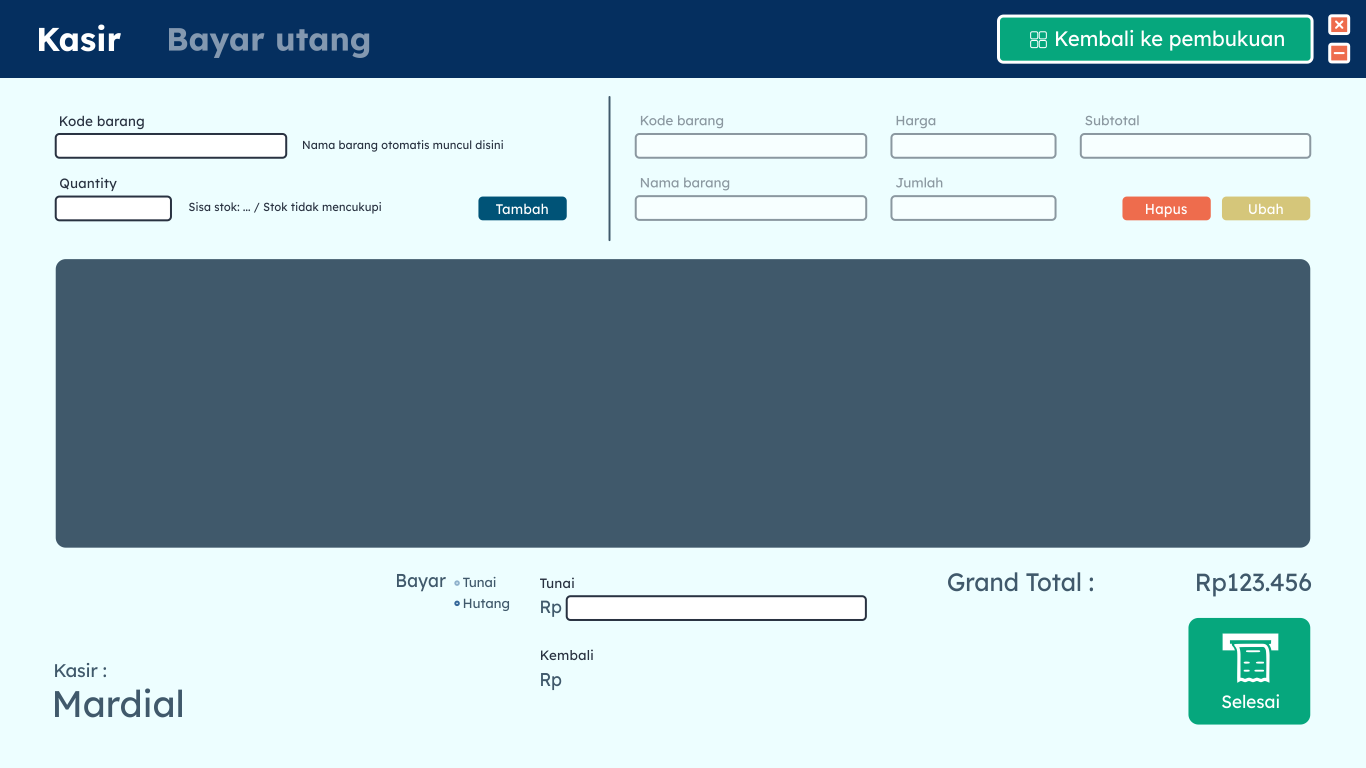 Kasir Bayar utang Kembali ke pembukuan
Kode barang
Nama barang otomatis muncul disini
Quantity
Sisa stok: ... / Stok tidak mencukupi
Tambah
Kode barang Harga Subtotal
Nama barang Jumlah
Hapus Ubah
Bayar Tunai
Hutang
Tunai
Rp
Kembali
Rp
Grand Total : Rp123.456
Selesai
Kasir :
Mardial